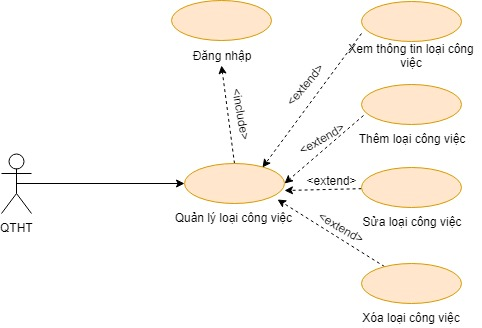 Đăng nhập
Xem thông tin loại công
việc
<include>
<extend>
<extend>
Thêm loại công việc
<extend>
Quản lý loại công việc
Sửa loại công việc
<extend>
QTHT
Xóa loại công việc